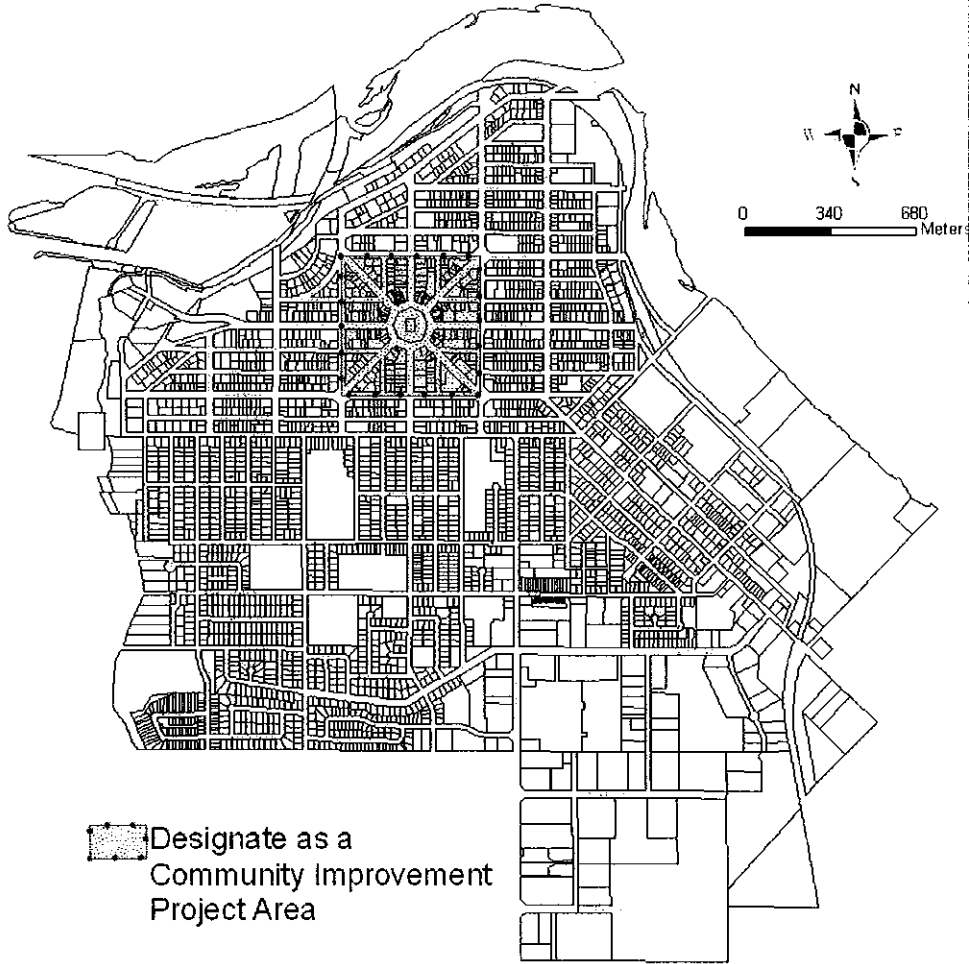 N
0 340 680
Meters
Designate as a
Community Improvement
Project Area